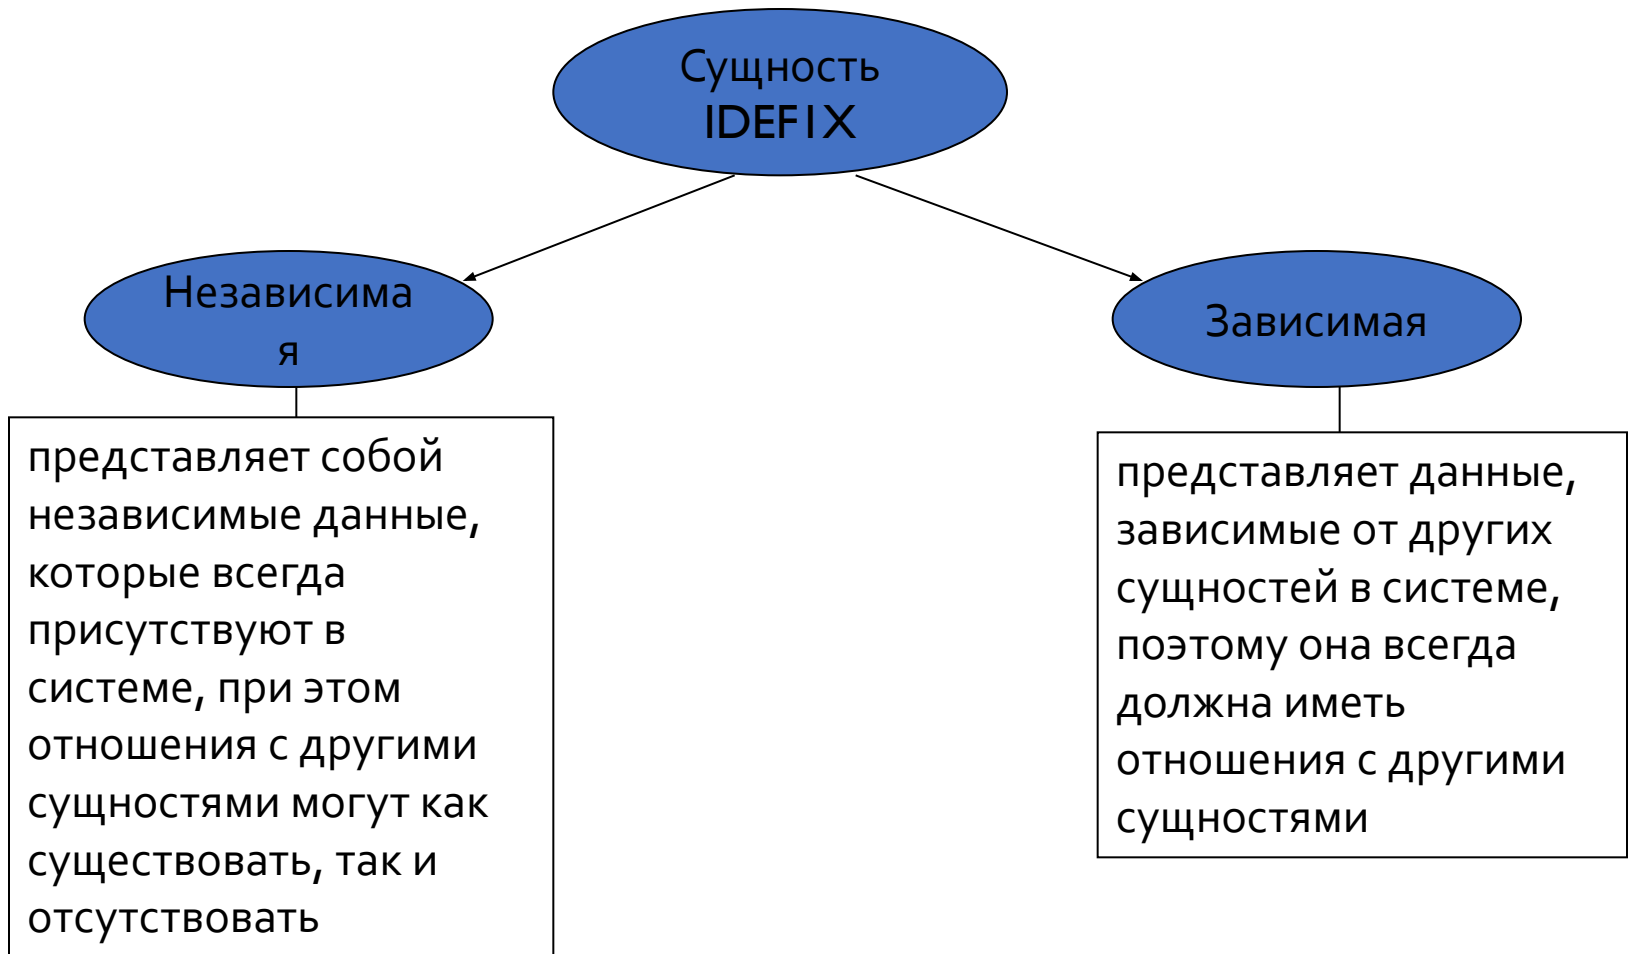 Сущность
IDEF1X
Независима
я
Зависимая
представляет собой
независимые данные,
которые всегда
присутствуют в
системе, при этом
отношения с другими
сущностями могут как
существовать, так и
отсутствовать
представляет данные,
зависимые от других
сущностей в системе,
поэтому она всегда
должна иметь
отношения с другими
сущностями